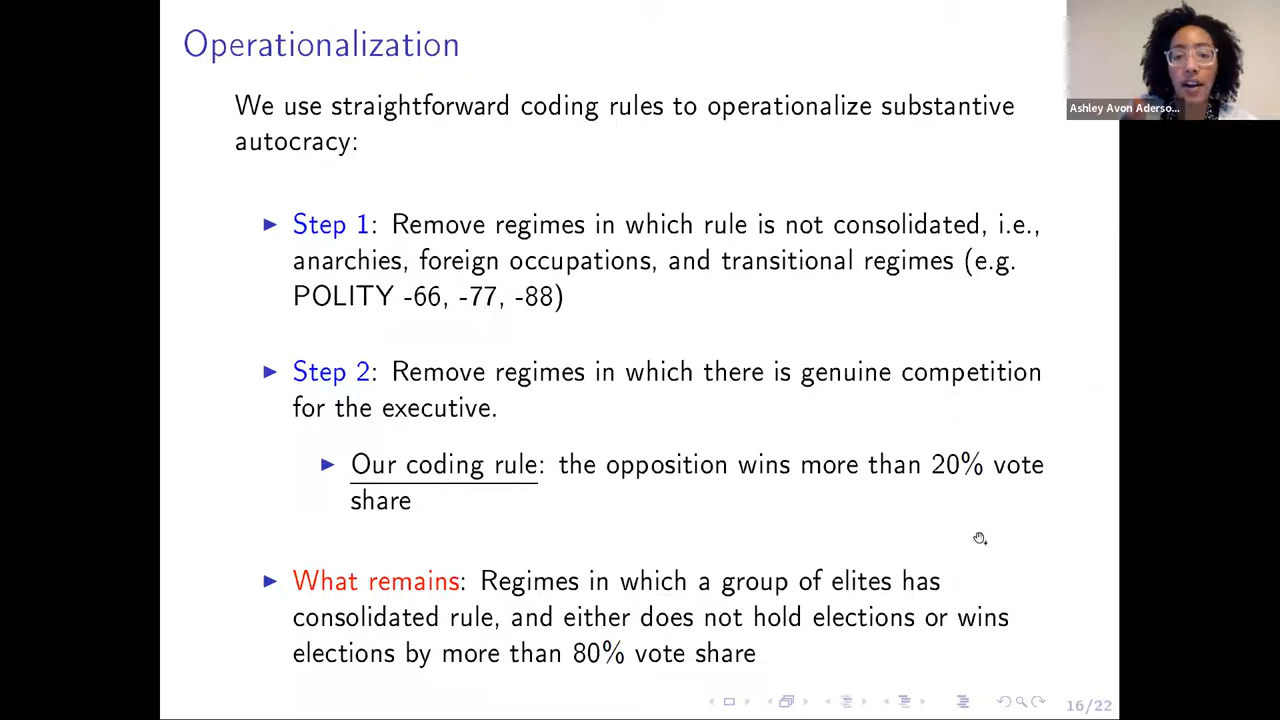 Operationalization
Ashley Avon Aderso...
We use straightforward coding rules to operationalize substantive
autocracy:
Step 1: Remove regimes in which rule is not consolidated, i.e.,
anarchies, foreign occupations, and transitional regimes (e.g.
POLITY -66, -77, -88)
Step 2: Remove regimes in which there is genuine competition
for the executive.
Our coding rule: the opposition wins more than 20% vote
share
What remains: Regimes in which a group of elites has
consolidated rule, and either does not hold elections or wins
elections by more than 80% vote share
16/22